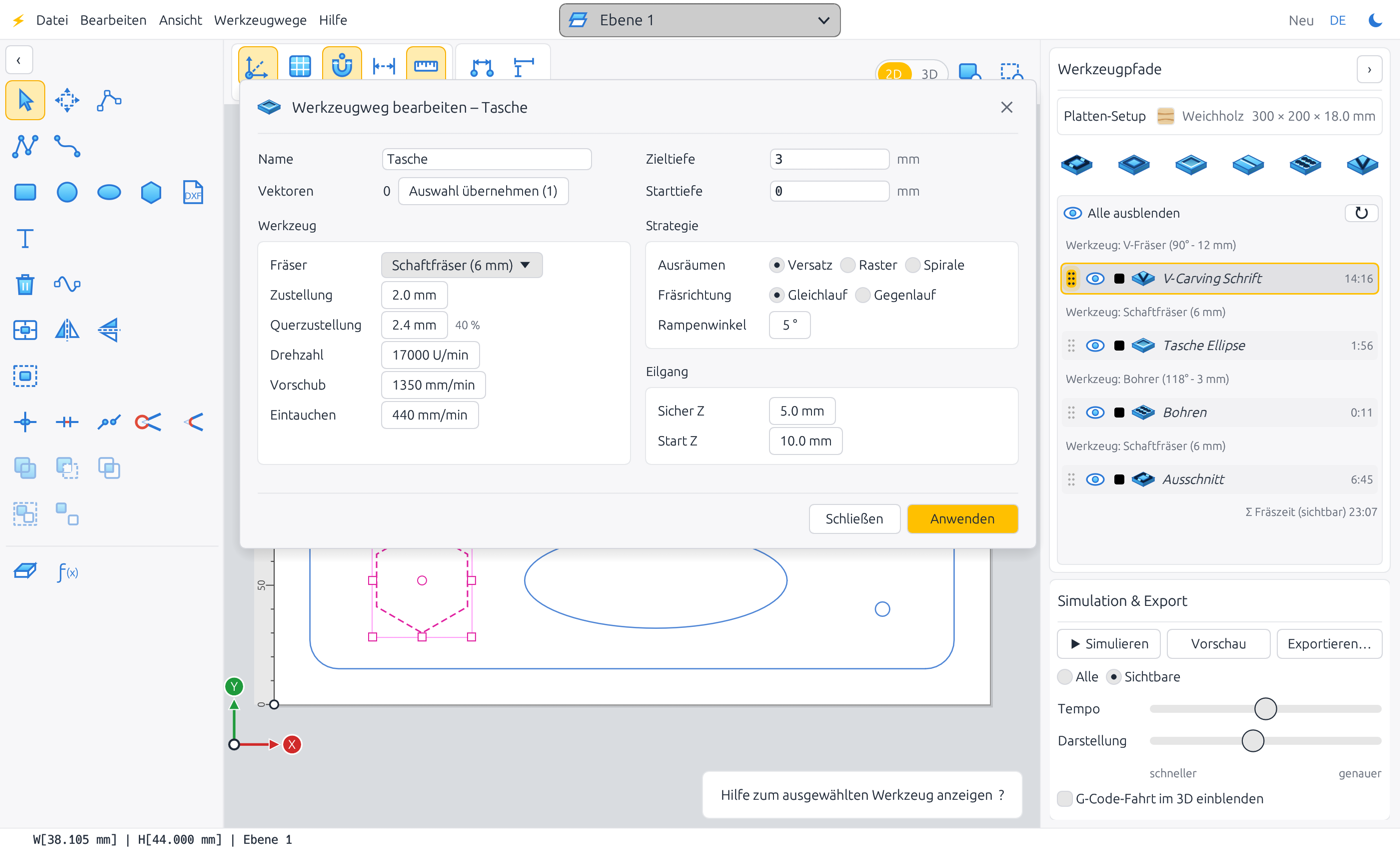 Datei Bearbeiten Ansicht Werkzeugwege Hilfe
Ebene 1
Neu DE
2D 3D
DXF
T
f(x)
Werkzeugweg bearbeiten – Tasche
Name Tasche
Vektoren 0 Auswahl übernehmen (1)
Zieltiefe 3 mm
Starttiefe 0 mm
Werkzeug
Fräser Schaftfräser (6 mm)
Zustellung 2.0 mm
Querzustellung 2.4 mm 40 %
Drehzahl 17000 U/min
Vorschub 1350 mm/min
Eintauchen 440 mm/min
Strategie
Ausräumen Versatz Raster Spirale
Fräsrichtung Gleichlauf Gegenlauf
Rampenwinkel 5 °
Eilgang
Sicher Z 5.0 mm
Start Z 10.0 mm
Schließen Anwenden
50
0
Y
X
Hilfe zum ausgewählten Werkzeug anzeigen ?
Werkzeugpfade
Platten-Setup Weichholz 300 × 200 × 18.0 mm
Alle ausblenden
Werkzeug: V-Fräser (90° - 12 mm)
V-Carving Schrift 14:16
Werkzeug: Schaftfräser (6 mm)
Tasche Ellipse 1:56
Werkzeug: Bohrer (118° - 3 mm)
Bohren 0:11
Werkzeug: Schaftfräser (6 mm)
Ausschnitt 6:45
Σ Fräszeit (sichtbar) 23:07
Simulation & Export
Simulieren Vorschau Exportieren…
Alle Sichtbare
Tempo
Darstellung
schneller genauer
G-Code-Fahrt im 3D einblenden
W[38.105 mm] | H[44.000 mm] | Ebene 1